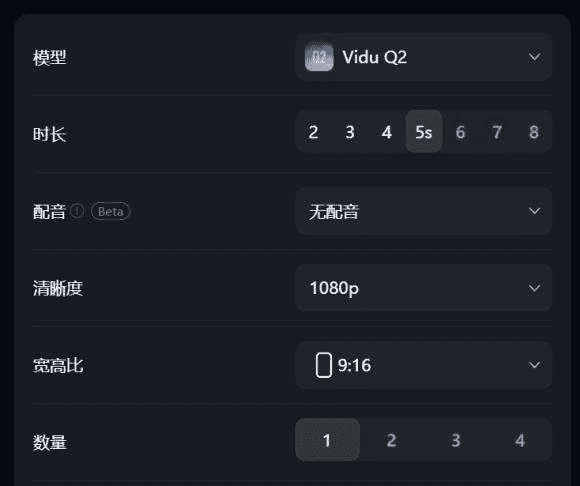 模型 Q2 Vidu Q2
时长 2 3 4 5s 6 7 8
配音 Beta 无配音
清晰度 1080p
宽高比 9:16
数量 1 2 3 4